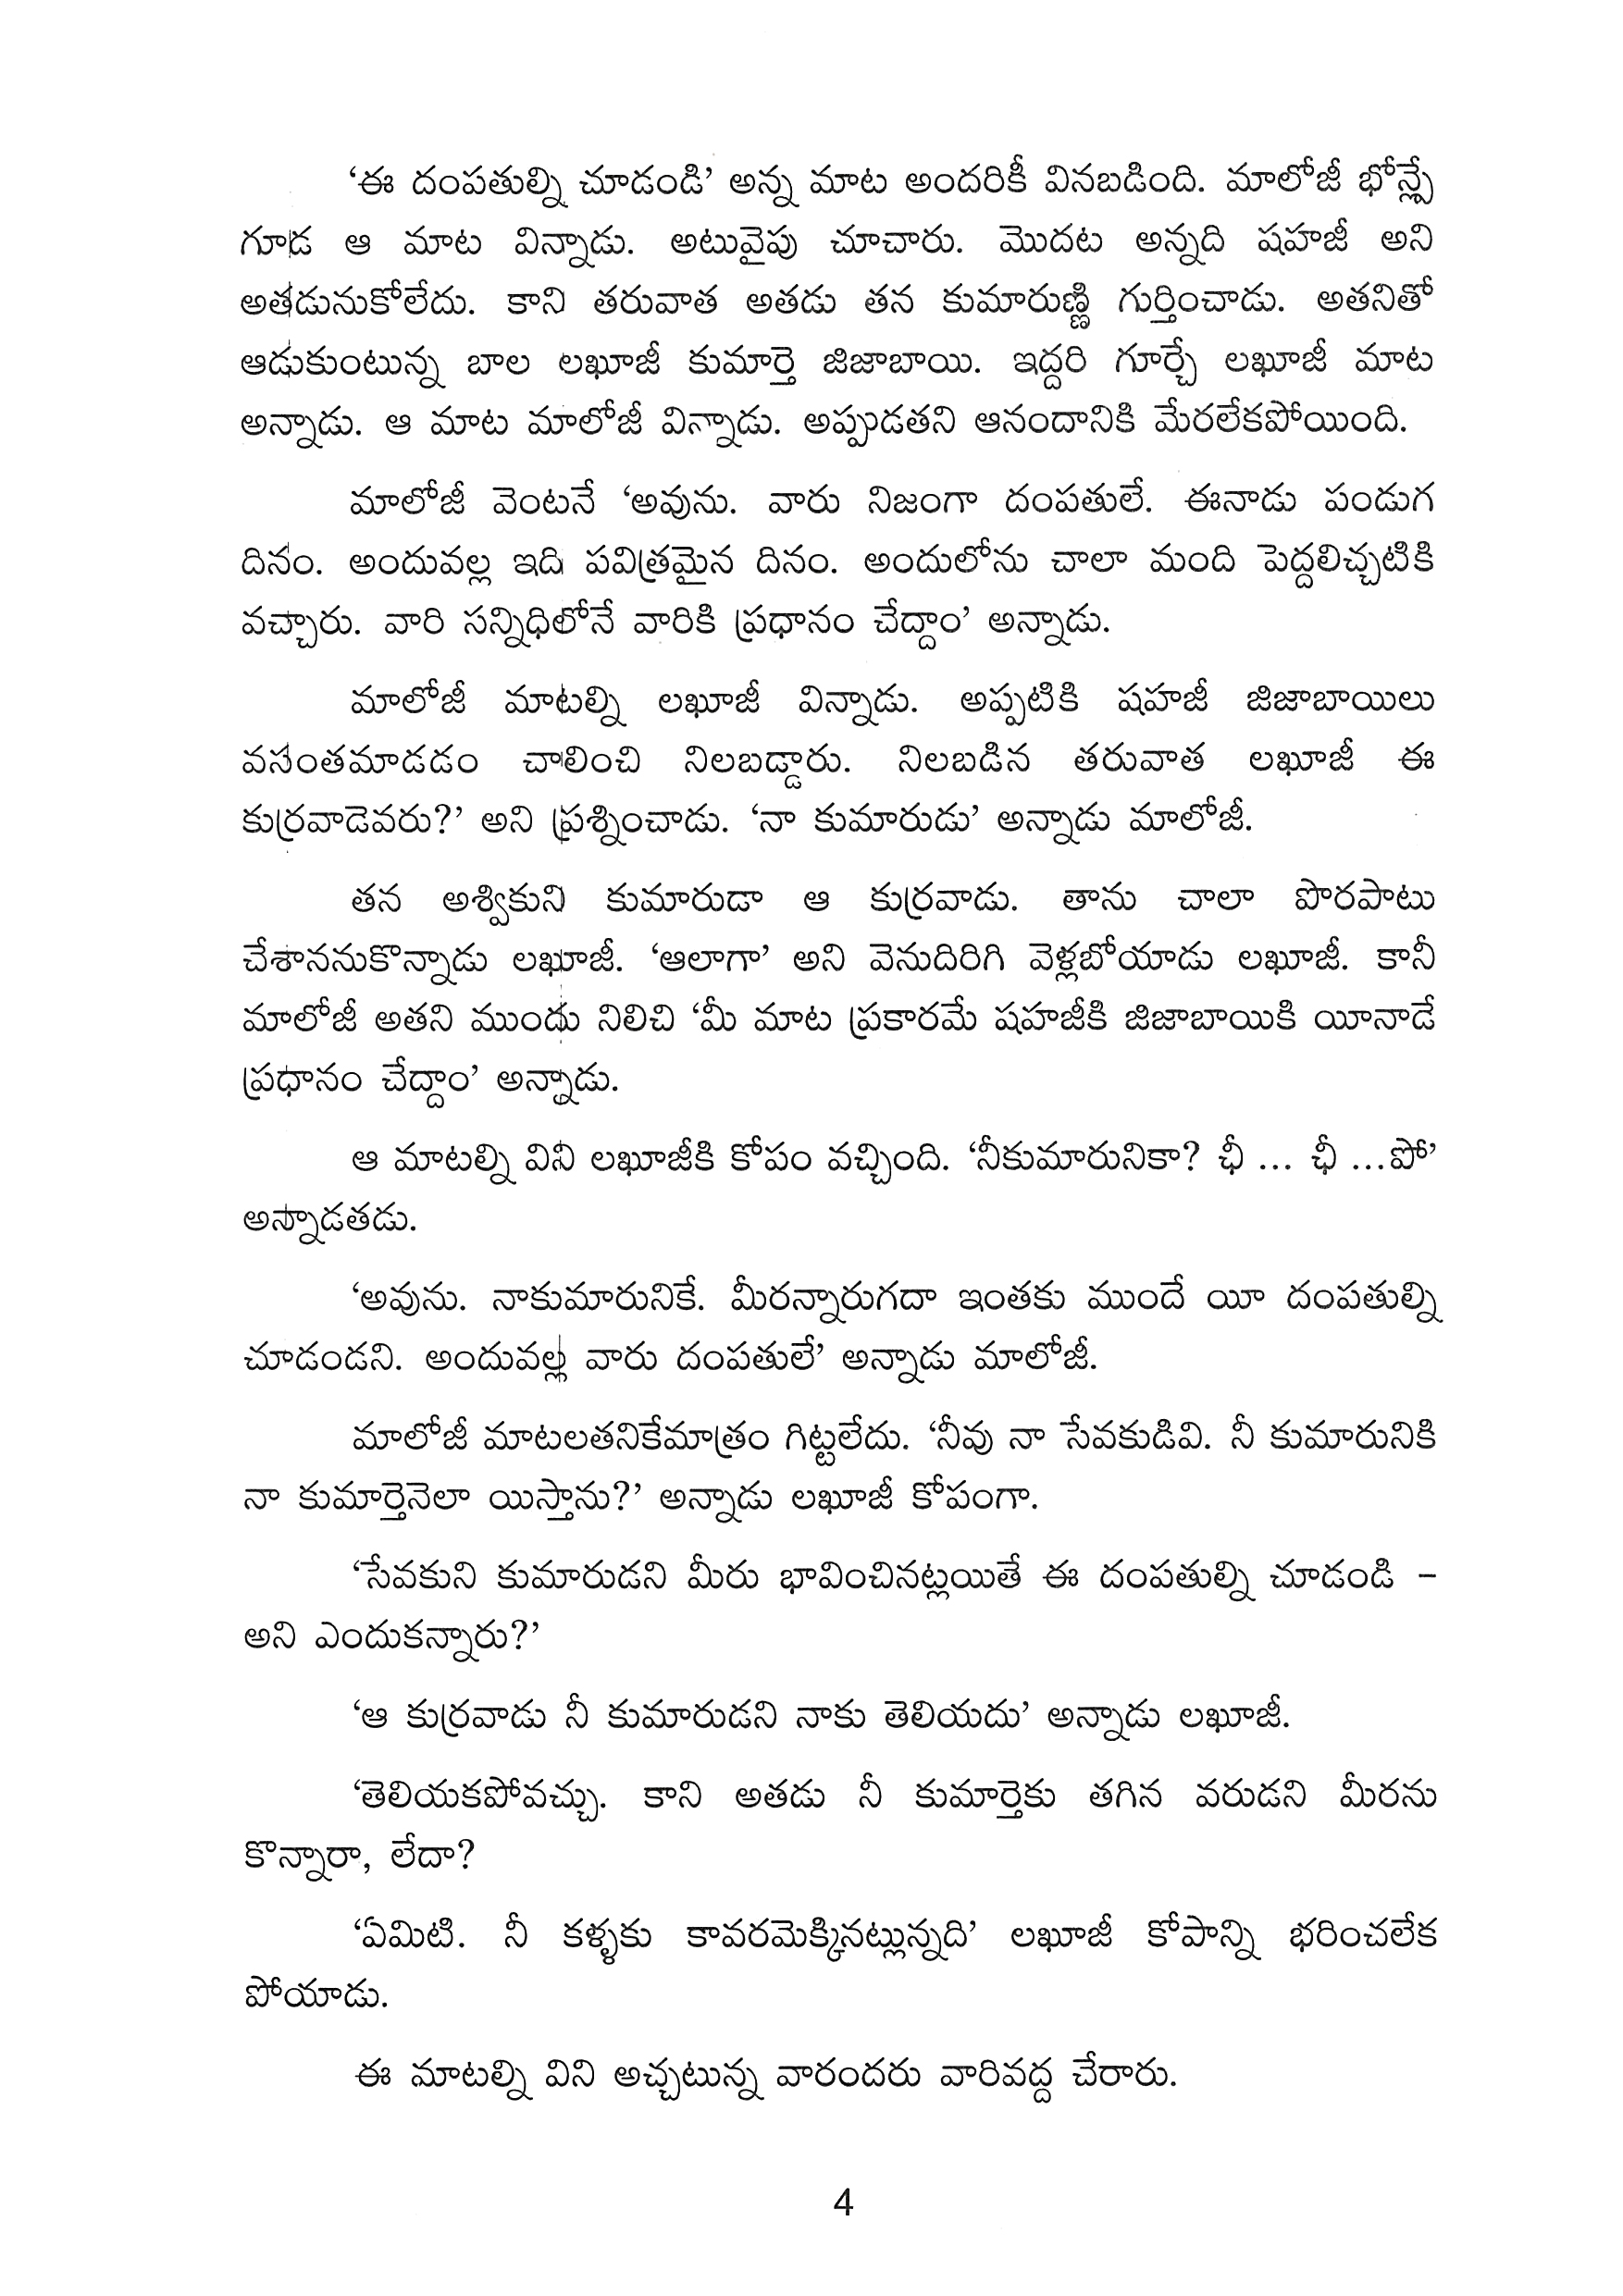 ‘ఈ దంపతుల్ని చూడండి’ అన్న మాట అందరికీ వినబడింది. మాలోజీ భోన్స్లే
గూడ ఆ మాట విన్నాడు. అటువైపు చూచారు. మొదట అన్నది షహజీ అని
అతడునుకోలేదు. కాని తరువాత అతడు తన కుమారుణ్ణి గుర్తించాడు. అతనితో
ఆడుకుంటున్న బాల లఖూజీ కుమార్తె జిజాబాయి. ఇద్దరి గూర్చే లఖూజీ మాట
అన్నాడు. ఆ మాట మాలోజీ విన్నాడు. అప్పుడతని ఆనందానికి మేరలేకపోయింది.
మాలోజీ వెంటనే ‘అవును. వారు నిజంగా దంపతులే. ఈనాడు పండుగ
దినం. అందువల్ల ఇది పవిత్రమైన దినం. అందులోను చాలా మంది పెద్దలిచ్చటికి
వచ్చారు. వారి సన్నిధిలోనే వారికి ప్రధానం చేద్దాం’ అన్నాడు.
మాలోజీ మాటల్ని లఖూజీ విన్నాడు. అప్పటికి షహజీ జిజాబాయిలు
వసంతమాడడం చాలించి నిలబడ్డారు. నిలబడిన తరువాత లఖూజీ ఈ
కుర్రవాడెవరు?’ అని ప్రశ్నించాడు. ‘నా కుమారుడు’ అన్నాడు మాలోజీ.
తన అశ్వికుని కుమారుడా ఆ కుర్రవాడు. తాను చాలా పొరపాటు
చేశాననుకొన్నాడు లఖూజీ. ‘ఆలాగా’ అని వెనుదిరిగి వెళ్లబోయాడు లఖూజీ. కానీ
మాలోజీ అతని ముందు నిలిచి ‘మీ మాట ప్రకారమే షహజీకి జిజాబాయికి యీనాడే
ప్రధానం చేద్దాం’ అన్నాడు.
ఆ మాటల్ని విని లఖూజీకి కోపం వచ్చింది. ‘నీకుమారునికా? ఛీ ... ఛీ ...పో’
అన్నాడతడు.
‘అవును. నాకుమారునికే. మీరన్నారుగదా ఇంతకు ముందే యీ దంపతుల్ని
చూడండని. అందువల్ల వారు దంపతులే’ అన్నాడు మాలోజీ.
మాలోజీ మాటలతనికేమాత్రం గిట్టలేదు. ‘నీవు నా సేవకుడివి. నీ కుమారునికి
నా కుమార్తెనెలా యిస్తాను?’ అన్నాడు లఖూజీ కోపంగా.
‘సేవకుని కుమారుడని మీరు భావించినట్లయితే ఈ దంపతుల్ని చూడండి –
అని ఎందుకన్నారు?’
‘ఆ కుర్రవాడు నీ కుమారుడని నాకు తెలియదు’ అన్నాడు లఖూజీ.
‘తెలియకపోవచ్చు. కాని అతడు నీ కుమార్తెకు తగిన వరుడని మీరను
కొన్నారా, లేదా?
‘ఏమిటి. నీ కళ్ళకు కావరమెక్కినట్లున్నది’ లఖూజీ కోపాన్ని భరించలేక
పోయాడు.
ఈ మాటల్ని విని అచ్చటున్న వారందరు వారివద్ద చేరారు.
4